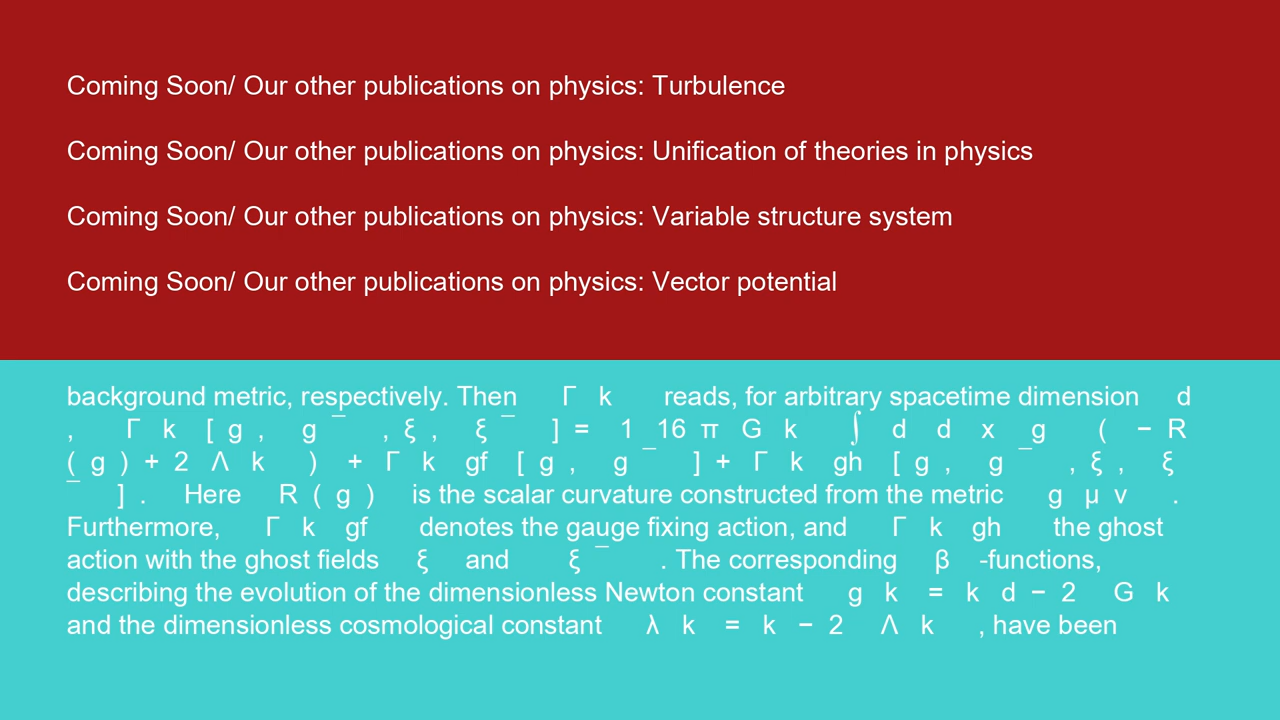 Coming Soon/ Our other publications on physics: Turbulence
Coming Soon/ Our other publications on physics: Unification of theories in physics
Coming Soon/ Our other publications on physics: Variable structure system
Coming Soon/ Our other publications on physics: Vector potential
background metric, respectively. Then Γ k reads, for arbitrary spacetime dimension d
, Γ k [ g , g ¯ , ξ , ξ ¯ ] = 1 16 π G k ∫ d d x g ( − R
( g ) + 2 Λ k ) + Γ k gf [ g , g ¯ ] + Γ k gh [ g , g ¯ , ξ , ξ
¯ ] . Here R ( g ) is the scalar curvature constructed from the metric g μ ν .
Furthermore, Γ k gf denotes the gauge fixing action, and Γ k gh the ghost
action with the ghost fields ξ and ξ ¯ . The corresponding β -functions,
describing the evolution of the dimensionless Newton constant g k = k d − 2 G k
and the dimensionless cosmological constant λ k = k − 2 Λ k , have been